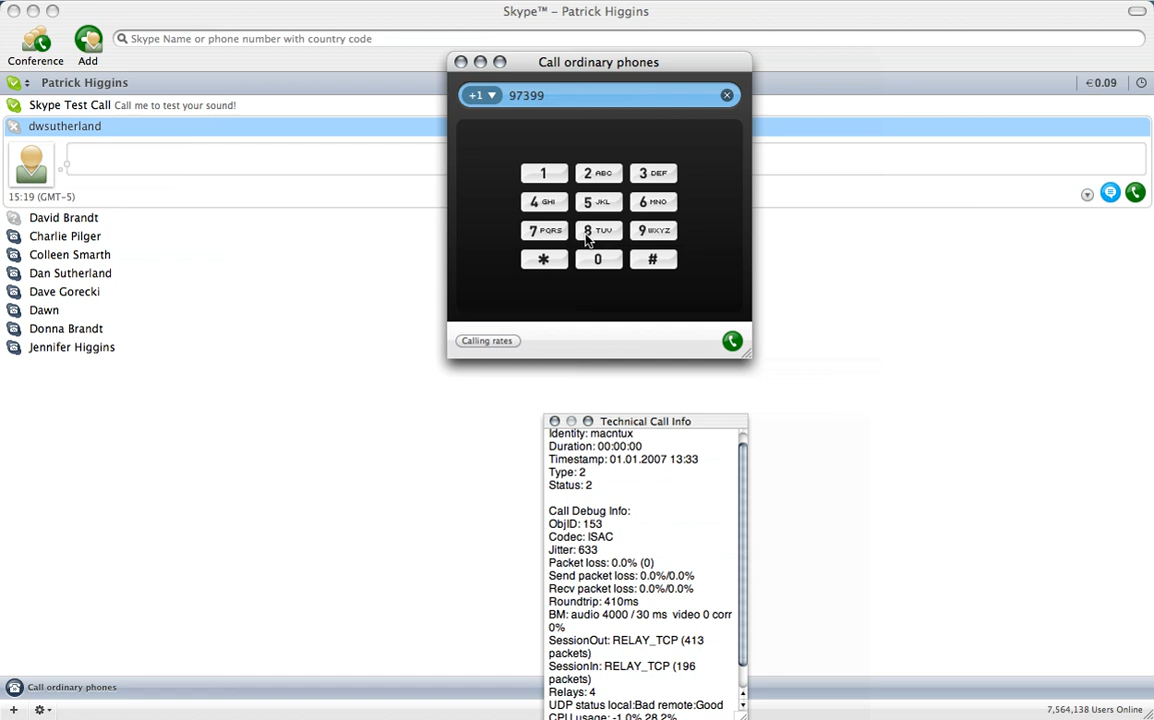 Skype™ – Patrick Higgins
Conference
Add
Skype Name or phone number with country code
Patrick Higgins
€0.09
Skype Test Call Call me to test your sound!
dwsutherland
15:19 (GMT-5)
David Brandt
Charlie Pilger
Colleen Smarth
Dan Sutherland
Dave Gorecki
Dawn
Donna Brandt
Jennifer Higgins
Call ordinary phones
+1 97399
1 2 ABC 3 DEF
4 GHI 5 JKL 6 MNO
7 PQRS 8 TUV 9 WXYZ
* 0 #
Calling rates
Technical Call Info
Identity: macntux
Duration: 00:00:00
Timestamp: 01.01.2007 13:33
Type: 2
Status: 2
Call Debug Info:
ObjID: 153
Codec: ISAC
Jitter: 633
Packet loss: 0.0% (0)
Send packet loss: 0.0%/0.0%
Recv packet loss: 0.0%/0.0%
Roundtrip: 410ms
BM: audio 4000 / 30 ms video 0 corr
0%
SessionOut: RELAY_TCP (413
packets)
SessionIn: RELAY_TCP (196
packets)
Relays: 4
UDP status local:Bad remote:Good
CPU usage: -1.0% 28.2%
Call ordinary phones
7,564,138 Users Online